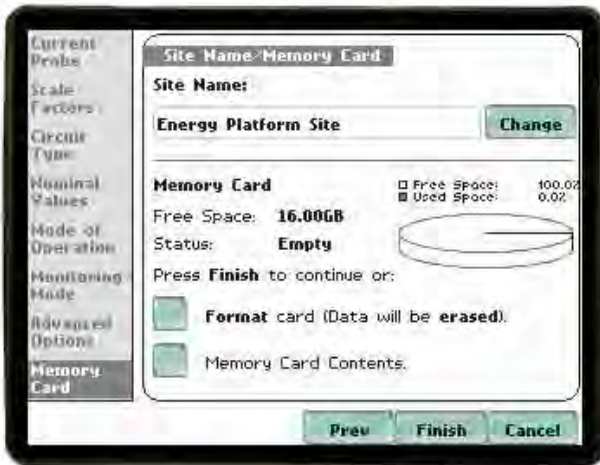 Current
Probe
Scale
Factors
Circuit
Type
Nominal
Values
Mode of
Operation
Monitoring
Mode
Advanced
Options
Memory
Card
Site Name/Memory Card
Site Name:
Energy Platform Site
Change
Memory Card
Free Space: 100.0%
Used Space: 0.0%
Free Space: 16.00GB
Status: Empty
Press Finish to continue or:
Format card (Data will be erased).
Memory Card Contents.
Prev
Finish
Cancel